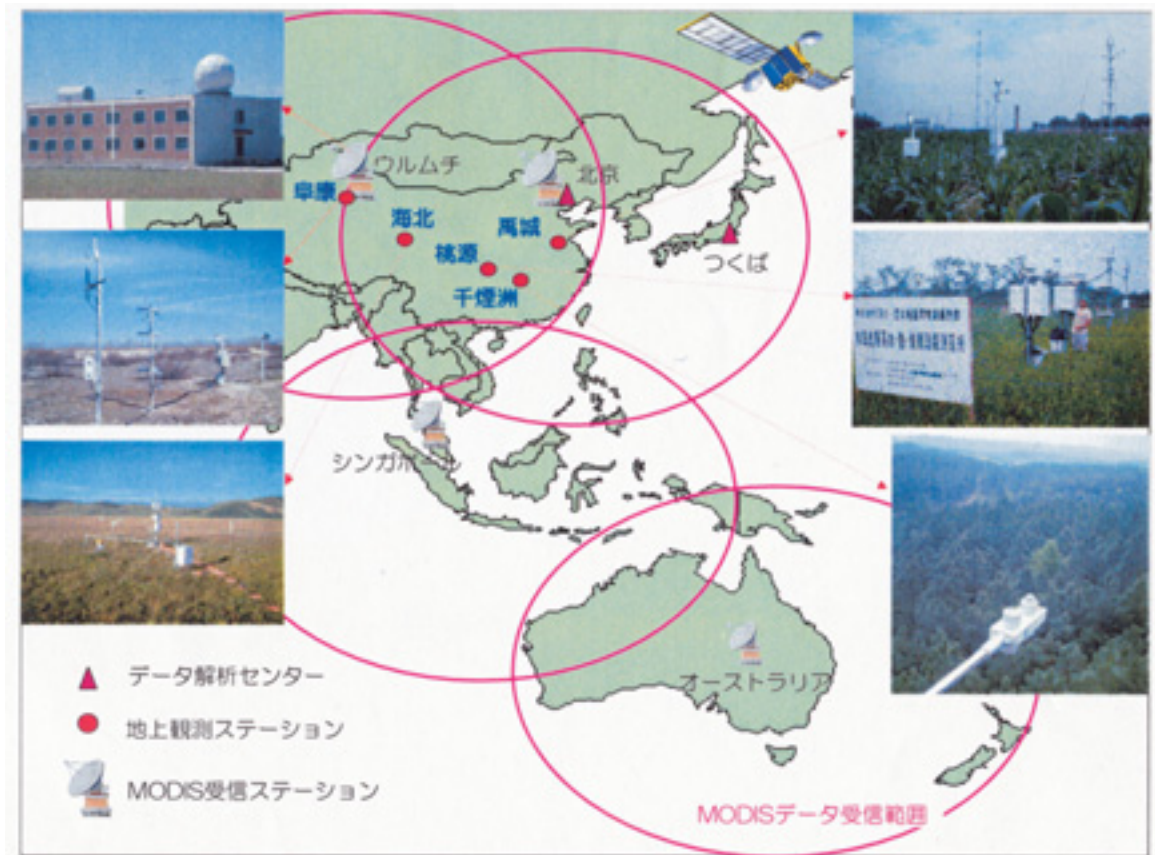 ウルムチ
北京
阜康
海北
禹城
桃源
つくば
千煙洲
シンガポール
オーストラリア
データ解析センター
地上観測ステーション
MODIS受信ステーション
MODISデータ受信範囲